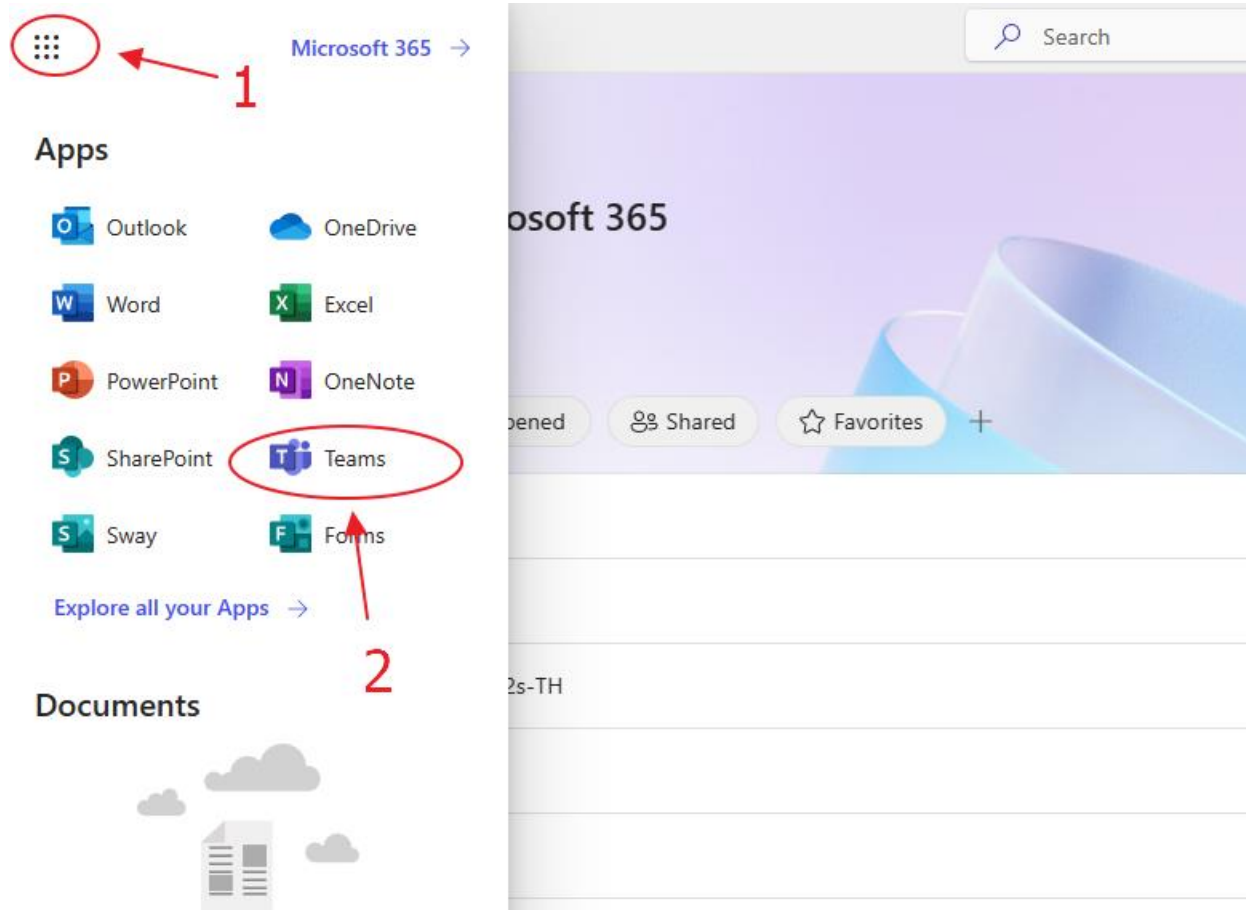 Microsoft 365 →
1
Apps
Outlook
OneDrive
Word
Excel
PowerPoint
OneNote
SharePoint
Teams
Sway
Forms
Explore all your Apps →
2
Documents
Search
osoft 365
pened
Shared
Favorites
+
2s-TH